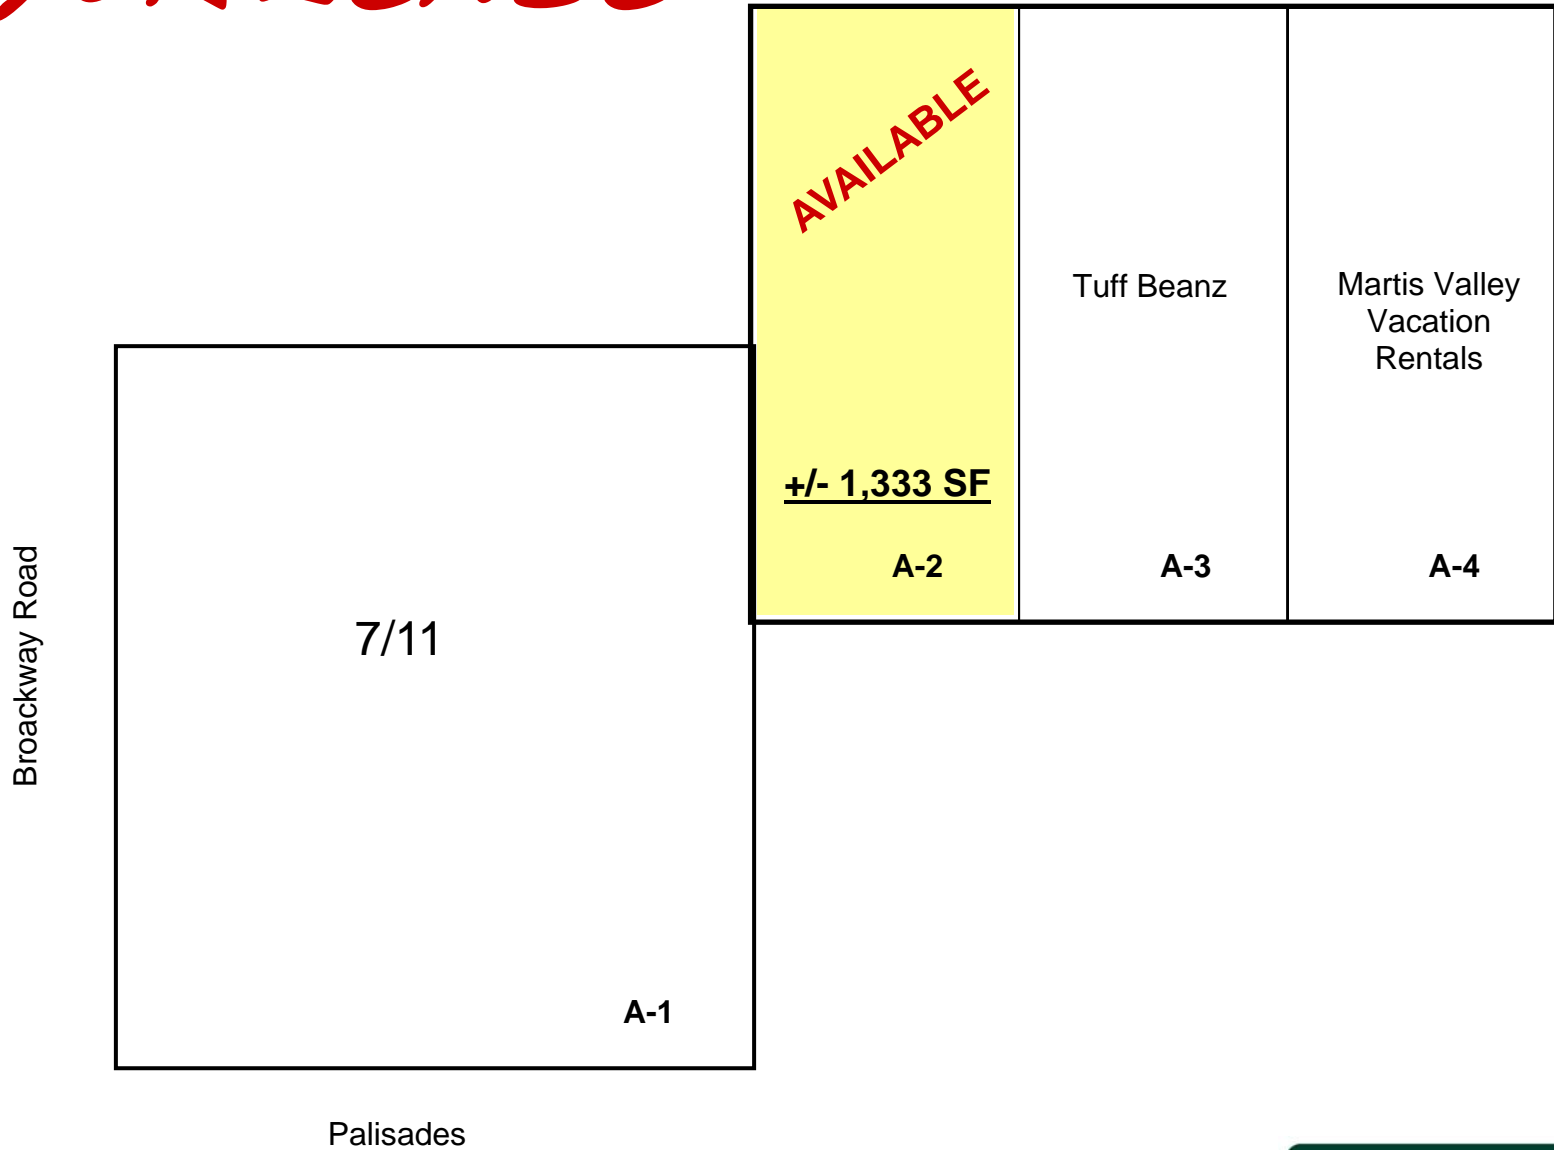 AVAILABLE
Tuff Beanz
Martis Valley
Vacation
Rentals
+/- 1,333 SF
A-2
A-3
A-4
7/11
Broackway Road
A-1
Palisades